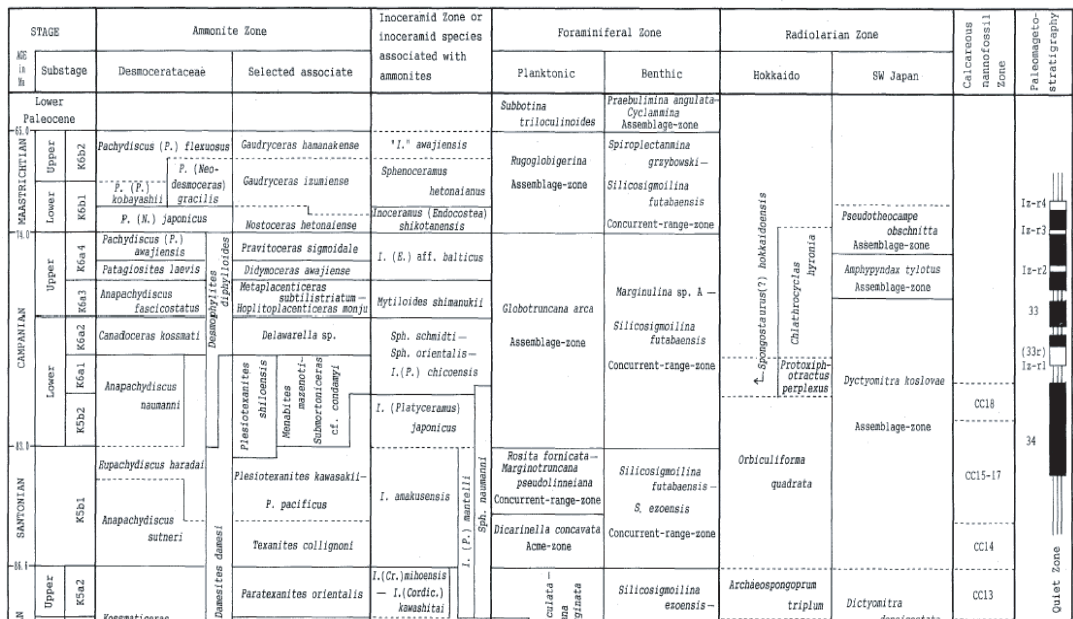 STAGE
Ammonite Zone
Inoceramid Zone or
inoceramid species
associated with
ammonites
Foraminiferal Zone
Radiolarian Zone
Calcareous
nannofossil
Zone
Paleomageto-
stratigraphy
AGE
in
Ma
Substage
Desmocerataceae
Selected associate
Planktonic
Benthic
Hokkaido
SW Japan
Lower
Paleocene
Subbotina
triloculinoides
Praebulimina angulata-
Cyclammina
Assemblage-zone
65.0
MAASTRICHTIAN
Upper
K6b2
Pachydiscus (P.) flexuosus
Gaudryceras hamanakense
"I." awajiensis
Rugoglobigerina
Assemblage-zone
Spiroplectammina
grzybowski—
Silicosigmoilina
futabaensis
Concurrent-range-zone
P. (P.)
kobayashii
P. (Neo-
desmoceras)
gracilis
Gaudryceras izumiense
Sphenoceramus
hetonaianus
Lower
K6b1
P. (N.) japonicus
Nostoceras hetonaiense
Inoceramus (Endocostea)
shikotanensis
Pseudotheocampe
obschnitta
Assemblage-zone
Iz-r4
Iz-r3
74.0
CAMPANIAN
Upper
K6a4
Pachydiscus (P.)
awajiensis
Pravitoceras sigmoidale
I. (E.) aff. balticus
Patagiosites laevis
Didymoceras awajiense
Desmophyllites
diphylloides
Spongostaurus(?) hokkaidoensis
Chlathrocyclas
hyronia
Amphypyndax tylotus
Assemblage-zone
Iz-r2
K6a3
Anapachydiscus
fascicostatus
Metaplacenticeras
subtilistriatum—
Hoplitoplacenticeras monju
Mytiloides shimanukii
Globotruncana arca
Assemblage-zone
Marginulina sp. A —
Silicosigmoilina
futabaensis
Concurrent-range-zone
33
K6a2
Canadoceras kossmati
Delawarella sp.
Sph. schmidti—
Sph. orientalis—
I.(P.) chicoensis
(33r)
Iz-r1
Lower
K6a1
Anapachydiscus
naumanni
Plesiotexanites
shiloensis
Menabites
mazenoti-
Submortoniceras
cf. condamyi
Protoxiph-
otractus
perplexus
Dyctyomitra koslovae
Assemblage-zone
K5b2
I. (Platyceramus)
japonicus
CC18
34
83.0
SANTONIAN
K5b1
Eupachydiscus haradai
Plesiotexanites kawasakii—
P. pacificus
I. amakusensis
I. (P.) mantelli
Sph. naumanni
Rosita fornicata—
Marginotruncana
pseudolinneiana
Concurrent-range-zone
Silicosigmoilina
futabaensis—
S. ezoensis
Concurrent-range-zone
Orbiculiforma
quadrata
CC15-17
Anapachydiscus
sutneri
Texanites collignoni
Dicarinella concavata
Acme-zone
CC14
86.6
Upper
K5a2
Damesites damesi
Paratexanites orientalis
I.(Cr.)mihoensis
— I.(Cordic.)
kawashitai
Silicosigmoilina
ezoensis—
Archaeospongoprum
triplum
Dictyomitra
CC13
Quiet Zone